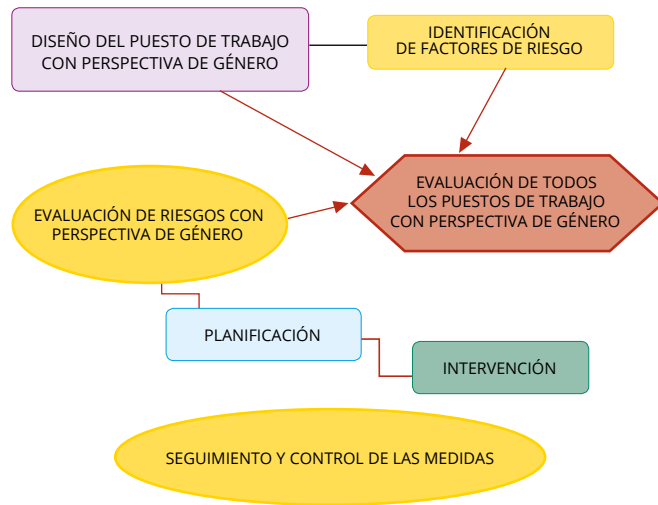 DISEÑO DEL PUESTO DE TRABAJO
CON PERSPECTIVA DE GÉNERO
IDENTIFICACIÓN
DE FACTORES DE RIESGO
EVALUACIÓN DE TODOS
LOS PUESTOS DE TRABAJO
CON PERSPECTIVA DE GÉNERO
EVALUACIÓN DE RIESGOS CON
PERSPECTIVA DE GÉNERO
PLANIFICACIÓN
INTERVENCIÓN
SEGUIMIENTO Y CONTROL DE LAS MEDIDAS